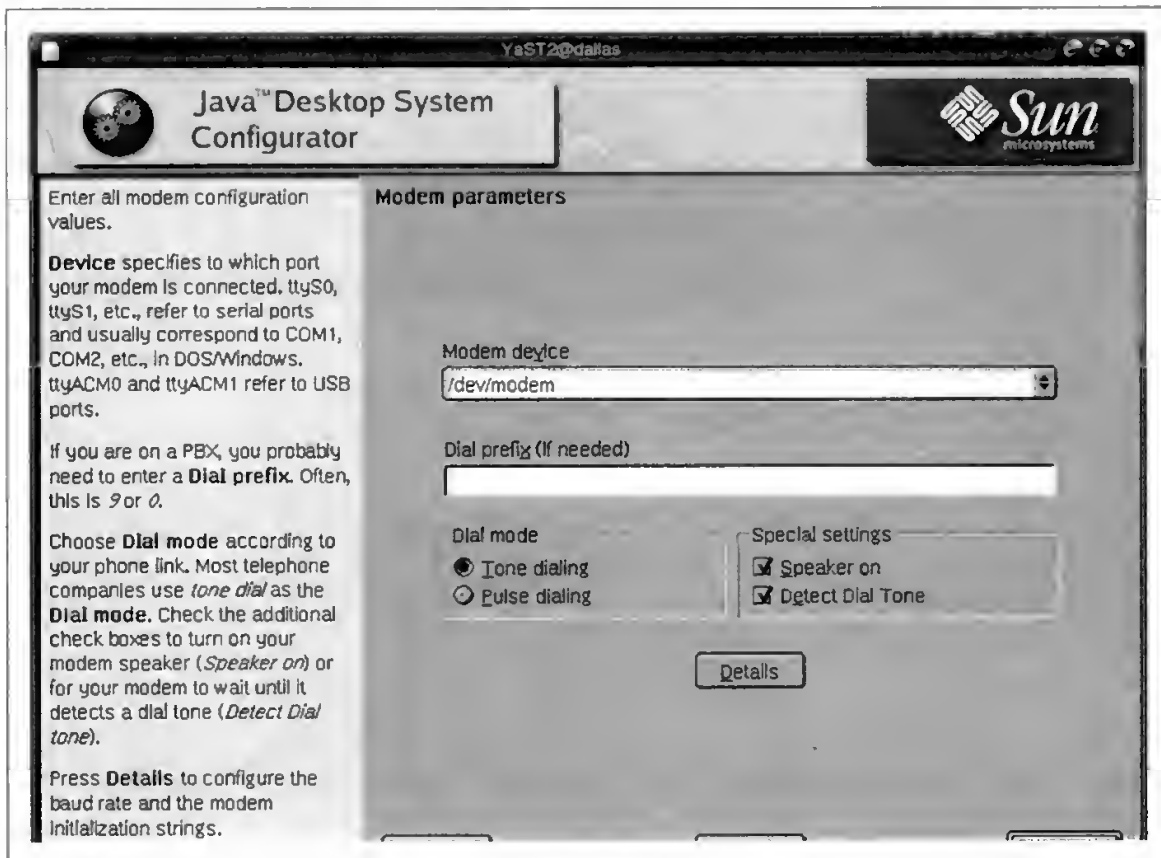 YaST2@dallas
Java™ Desktop System
Configurator
Sun
microsystems
Enter all modem configuration
values.
Device specifies to which port
your modem is connected. ttyS0,
ttyS1, etc., refer to serial ports
and usually correspond to COM1,
COM2, etc., in DOS/Windows.
ttyACM0 and ttyACM1 refer to USB
ports.
If you are on a PBX, you probably
need to enter a Dial prefix. Often,
this is 9 or 0.
Choose Dial mode according to
your phone link. Most telephone
companies use tone dial as the
Dial mode. Check the additional
check boxes to turn on your
modem speaker (Speaker on) or
for your modem to wait until it
detects a dial tone (Detect Dial
tone).
Press Details to configure the
baud rate and the modem
initialization strings.
Modem parameters
Modem device
/dev/modem
Dial prefix (if needed)
Dial mode
Tone dialing
Pulse dialing
Special settings
Speaker on
Detect Dial Tone
Details